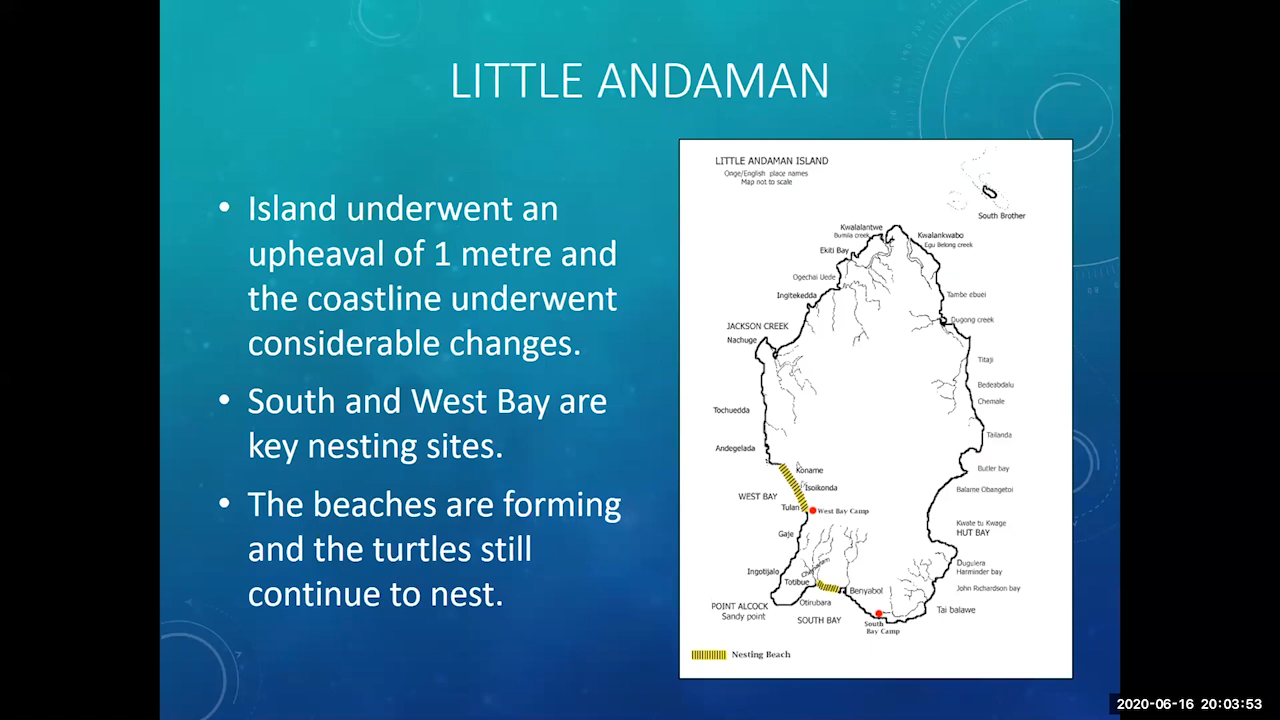 LITTLE ANDAMAN
• Island underwent an
upheaval of 1 metre and
the coastline underwent
considerable changes.
• South and West Bay are
key nesting sites.
• The beaches are forming
and the turtles still
continue to nest.
LITTLE ANDAMAN ISLAND
Onge/English place names
Map not to scale
South Brother
Kwalalantwe
Bumila creek
Kwalankwabo
Egu Belong creek
Ekiti Bay
Ogechai Uede
Ingitekedda
Tambe ebuei
Dugong creek
JACKSON CREEK
Nachuge
Titaji
Bedeabdalu
Chemale
Tochuedda
Tailanda
Andegelada
Koname
Butler bay
Isoikonda
Balame Obangetoi
WEST BAY
Tulan
West Bay Camp
Kwate tu Kwage
HUT BAY
Gaje
Dugulera
Harminder bay
Ingotijalo
Totibue
Benyabol
John Richardson bay
Otirubara
POINT ALCOCK
Sandy point
SOUTH BAY
Tai balawe
South
Bay Camp
Nesting Beach
2020-06-16 20:03:53